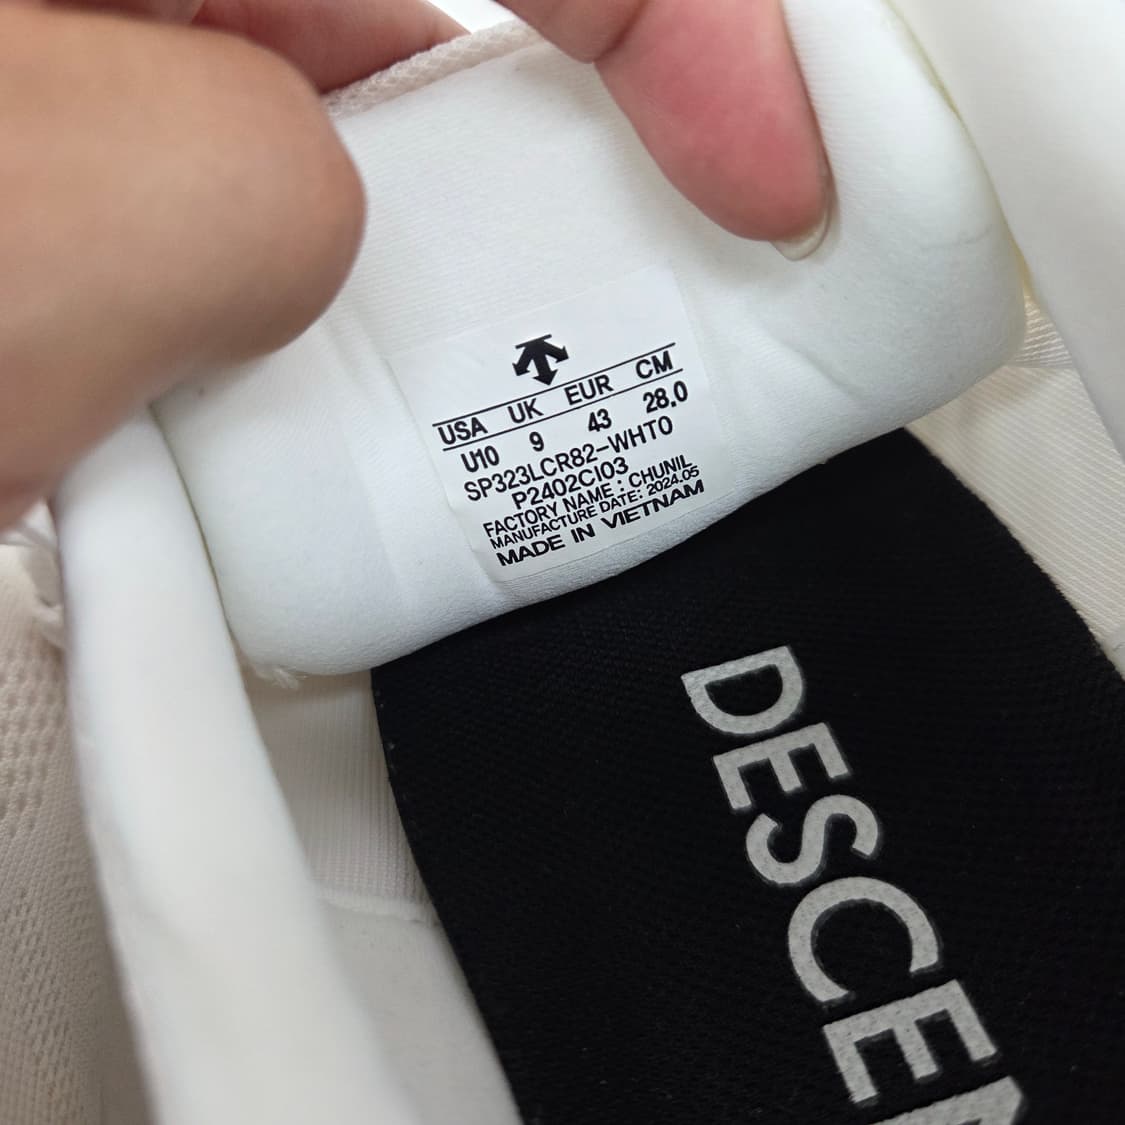 USA UK EUR CM
U10 9 43 28.0
SP323LCR82-WHT0
P2402CI03
FACTORY NAME : CHUNIL
MANUFACTURE DATE: 2024.05
MADE IN VIETNAM
DESCEN